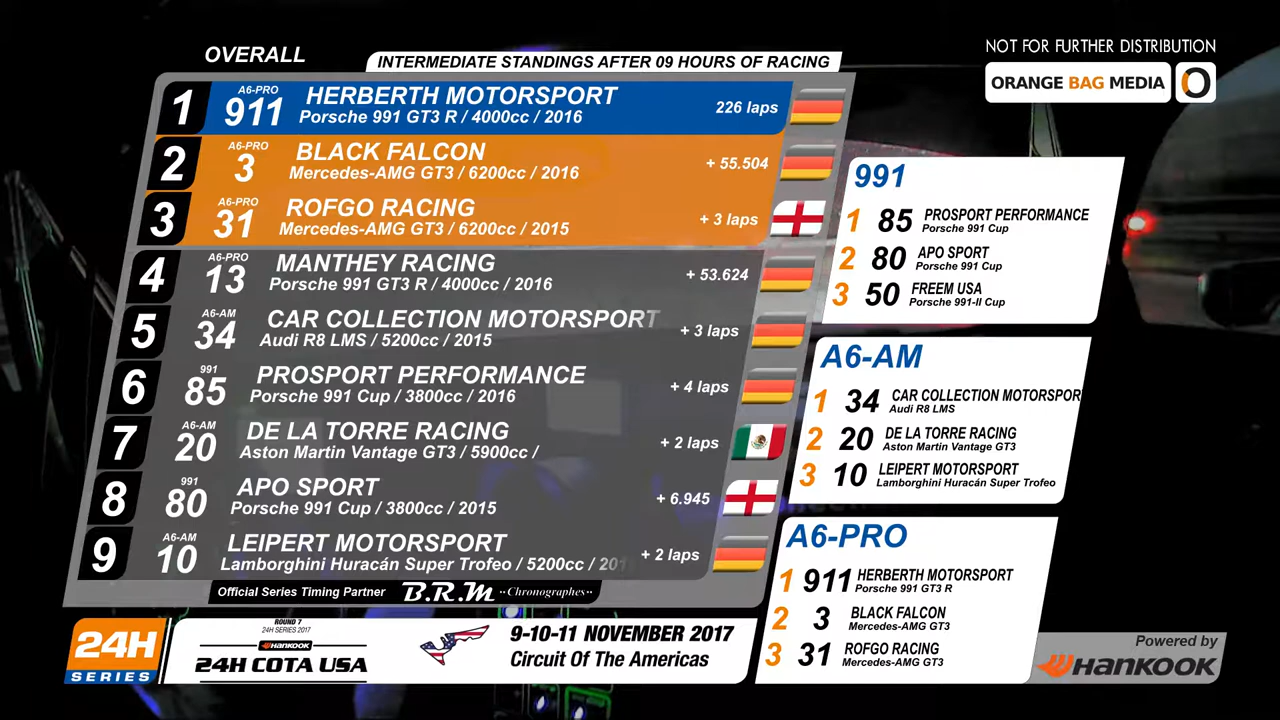 OVERALL
INTERMEDIATE STANDINGS AFTER 09 HOURS OF RACING
NOT FOR FURTHER DISTRIBUTION
ORANGE BAG MEDIA
1 A6-PRO 911 HERBERTH MOTORSPORT 226 laps
Porsche 991 GT3 R / 4000cc / 2016
2 A6-PRO 3 BLACK FALCON + 55.504
Mercedes-AMG GT3 / 6200cc / 2016
3 A6-PRO 31 ROFGO RACING + 3 laps
Mercedes-AMG GT3 / 6200cc / 2015
4 A6-PRO 13 MANTHEY RACING + 53.624
Porsche 991 GT3 R / 4000cc / 2016
5 A6-AM 34 CAR COLLECTION MOTORSPORT + 3 laps
Audi R8 LMS / 5200cc / 2015
6 991 85 PROSPORT PERFORMANCE + 4 laps
Porsche 991 Cup / 3800cc / 2016
7 A6-AM 20 DE LA TORRE RACING + 2 laps
Aston Martin Vantage GT3 / 5900cc /
8 991 80 APO SPORT + 6.945
Porsche 991 Cup / 3800cc / 2015
9 A6-AM 10 LEIPERT MOTORSPORT + 2 laps
Lamborghini Huracán Super Trofeo / 5200cc / 201
Official Series Timing Partner B.R.M Chronographes
991
1 85 PROSPORT PERFORMANCE
Porsche 991 Cup
2 80 APO SPORT
Porsche 991 Cup
3 50 FREEM USA
Porsche 991-II Cup
A6-AM
1 34 CAR COLLECTION MOTORSPOR
Audi R8 LMS
2 20 DE LA TORRE RACING
Aston Martin Vantage GT3
3 10 LEIPERT MOTORSPORT
Lamborghini Huracán Super Trofeo
A6-PRO
1 911 HERBERTH MOTORSPORT
Porsche 991 GT3 R
2 3 BLACK FALCON
Mercedes-AMG GT3
3 31 ROFGO RACING
Mercedes-AMG GT3
24H
SERIES
ROUND 7
24H SERIES 2017
HANKOOK
24H COTA USA
9-10-11 NOVEMBER 2017
Circuit Of The Americas
Powered by
HANKOOK